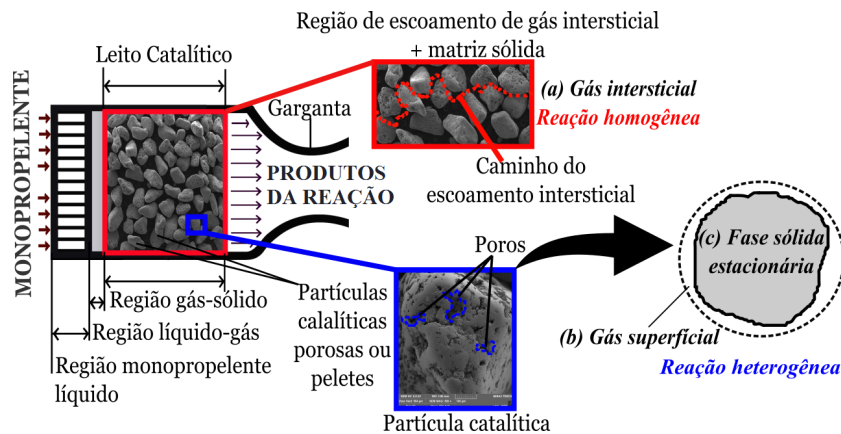 Região de escoamento de gás intersticial
+ matriz sólida
Leito Catalítico
(a) Gás intersticial
Reação homogênea
Garganta
MONOPROPELENTE
PRODUTOS
DA REAÇÃO
Caminho do
escoamento intersticial
Poros
(c) Fase sólida
estacionária
Região gás-sólido
Região líquido-gás
Região monopropelente
líquido
Partículas
calalíticas
porosas ou
peletes
(b) Gás superfícial
Reação heterogênea
Partícula catalítica